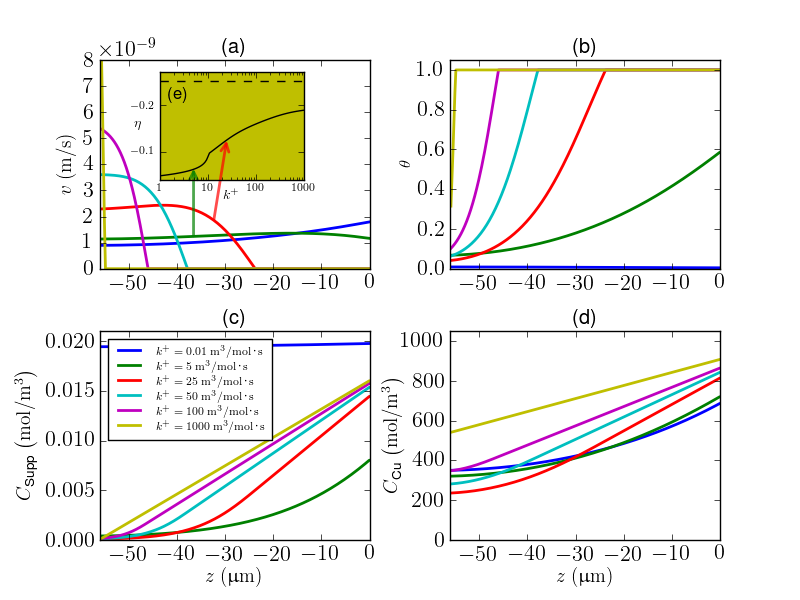 (a)
×10⁻⁹
8
7
6
5
4
3
2
1
0
v (m/s)
−50 −40 −30 −20 −10 0
(e)
−0.2
η
−0.1
1 10 100 1000
k⁺
(b)
1.0
0.8
0.6
0.4
0.2
0.0
θ
−50 −40 −30 −20 −10 0
(c)
0.020
0.015
0.010
0.005
0.000
C_Supp (mol/m³)
k⁺ = 0.01 m³/mol·s
k⁺ = 5 m³/mol·s
k⁺ = 25 m³/mol·s
k⁺ = 50 m³/mol·s
k⁺ = 100 m³/mol·s
k⁺ = 1000 m³/mol·s
−50 −40 −30 −20 −10 0
z (μm)
(d)
1000
800
600
400
200
0
C_Cu (mol/m³)
−50 −40 −30 −20 −10 0
z (μm)